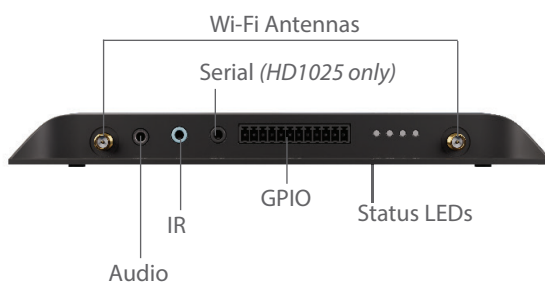 Wi-Fi Antennas
Serial (HD1025 only)
GPIO
Status LEDs
IR
Audio